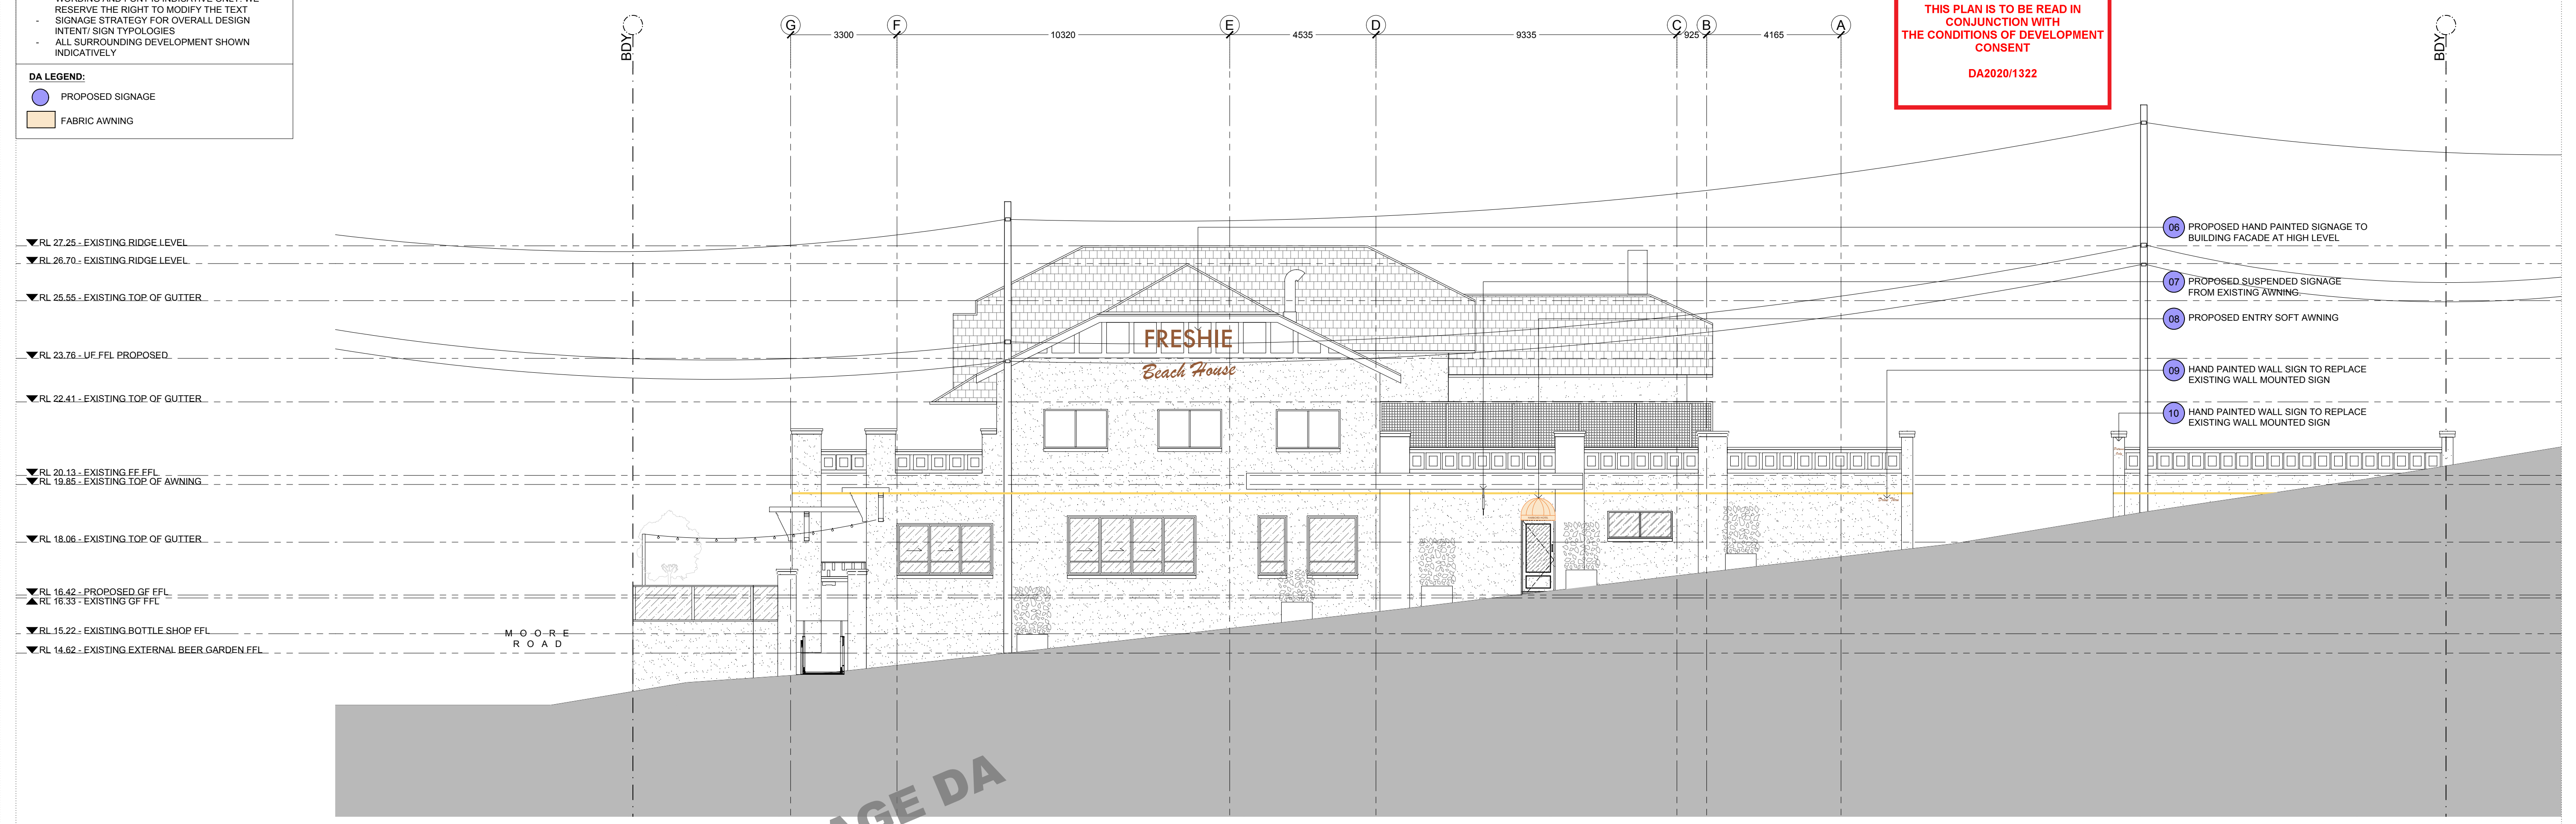 RESERVE THE RIGHT TO MODIFY THE TEXT
- SIGNAGE STRATEGY FOR OVERALL DESIGN
INTENT/ SIGN TYPOLOGIES
- ALL SURROUNDING DEVELOPMENT SHOWN
INDICATIVELY
DA LEGEND:
PROPOSED SIGNAGE
FABRIC AWNING
BDY
G
3300
F
10320
E
4535
D
9335
C
925
B
4165
A
THIS PLAN IS TO BE READ IN
CONJUNCTION WITH
THE CONDITIONS OF DEVELOPMENT
CONSENT
DA2020/1322
BDY
RL 27.25 - EXISTING RIDGE LEVEL
RL 26.70 - EXISTING RIDGE LEVEL
RL 25.55 - EXISTING TOP OF GUTTER
RL 23.76 - UF FFL PROPOSED
RL 22.41 - EXISTING TOP OF GUTTER
RL 20.13 - EXISTING FF FFL
RL 19.85 - EXISTING TOP OF AWNING
RL 18.06 - EXISTING TOP OF GUTTER
RL 16.42 - PROPOSED GF FFL
RL 16.33 - EXISTING GF FFL
RL 15.22 - EXISTING BOTTLE SHOP FFL
RL 14.62 - EXISTING EXTERNAL BEER GARDEN FFL
MOORE
ROAD
FRESHIE
Beach House
06 PROPOSED HAND PAINTED SIGNAGE TO
BUILDING FACADE AT HIGH LEVEL
07 PROPOSED SUSPENDED SIGNAGE
FROM EXISTING AWNING.
08 PROPOSED ENTRY SOFT AWNING
09 HAND PAINTED WALL SIGN TO REPLACE
EXISTING WALL MOUNTED SIGN
10 HAND PAINTED WALL SIGN TO REPLACE
EXISTING WALL MOUNTED SIGN
AGE DA